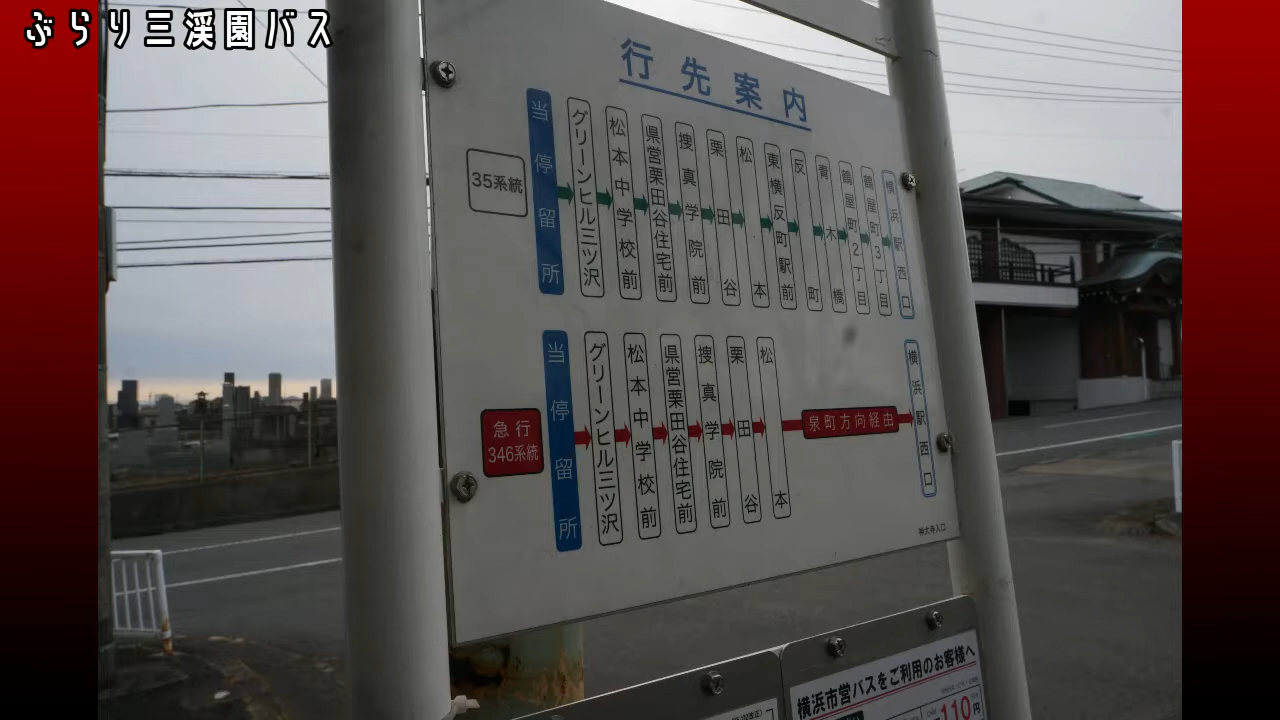 ぶらり三渓園バス
行先案内
35系統
当停留所
グリーンヒル三ツ沢
松本中学校前
県営栗田谷住宅前
捜真学院前
栗田谷
松本
東横反町駅前
反町
青木橋
鶴屋町2丁目
鶴屋町3丁目
横浜駅西口
急行
346系統
当停留所
グリーンヒル三ツ沢
松本中学校前
県営栗田谷住宅前
捜真学院前
栗田谷
松本
泉町方向経由
横浜駅西口
神大寺入口
横浜市営バスをご利用のお客様へ
110円